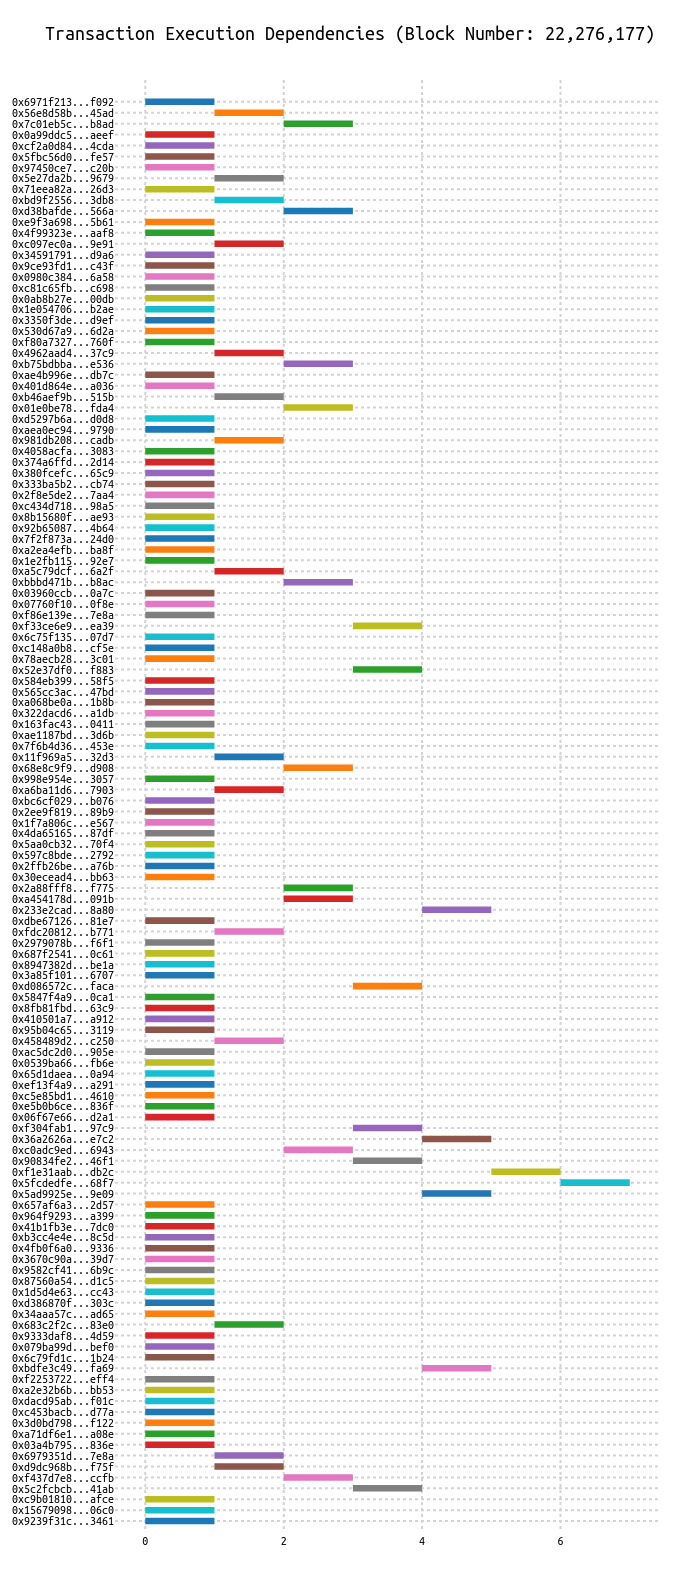 Transaction Execution Dependencies (Block Number: 22,276,177)
0x6971f213...f092
0x56e8d58b...45ad
0x7c01eb5c...b8ad
0x0a99ddc5...aeef
0xcf2a0d84...4cda
0x5fbc56d0...fe57
0x97450ce7...c20b
0x5e27da2b...9679
0x71eea82a...26d3
0xbd9f2556...3db8
0xd38bafde...566a
0xe9f3a698...5b61
0x4f99323e...aaf8
0xc097ec0a...9e91
0x34591791...d9a6
0x9ce93fd1...c43f
0x0980c384...6a58
0xc81c65fb...c698
0x0ab8b27e...00db
0x1e054706...b2ae
0x3350f3de...d9ef
0x530d67a9...6d2a
0xf80a7327...760f
0x4962aad4...37c9
0xb75bdbba...e536
0xae4b996e...db7c
0x401d864e...a036
0xb46aef9b...515b
0x01e0be78...fda4
0xd5297b6a...d0d8
0xaea0ec94...9790
0x981db208...cadb
0x4058acfa...3083
0x374a6ffd...2d14
0x380fcefc...65c9
0x333ba5b2...cb74
0x2f8e5de2...7aa4
0xc434d718...98a5
0x8b15680f...ae93
0x92b65087...4b64
0x7f2f873a...24d0
0xa2ea4efb...ba8f
0x1e2fb115...92e7
0xa5c79dcf...6a2f
0xbbbd471b...b8ac
0x03960ccb...0a7c
0x07760f10...0f8e
0xf86e139e...7e8a
0xf33ce6e9...ea39
0x6c75f135...07d7
0xc148a0b8...cf5e
0x78aecb28...3c01
0x52e37df0...f883
0x584eb399...58f5
0x565cc3ac...47bd
0xa068be0a...1b8b
0x322dacd6...a1db
0x163fac43...0411
0xae1187bd...3d6b
0x7f6b4d36...453e
0x11f969a5...32d3
0x68e8c9f9...d908
0x998e954e...3057
0xa6ba11d6...7903
0xbc6cf029...b076
0x2ee9f819...89b9
0x1f7a806c...e567
0x4da65165...87df
0x5aa0cb32...70f4
0x597c8bde...2792
0x2ffb26be...a76b
0x30ecead4...bb63
0x2a88fff8...f775
0xa454178d...091b
0x233e2cad...8a80
0xdbe67126...81e7
0xfdc20812...b771
0x2979078b...f6f1
0x687f2541...0c61
0x8947382d...be1a
0x3a85f101...6707
0xd086572c...faca
0x5847f4a9...0ca1
0x8fb81fbd...63c9
0x410501a7...a912
0x95b04c65...3119
0x458489d2...c250
0xac5dc2d0...905e
0x0539ba66...fb6e
0x65d1daea...0a94
0xef13f4a9...a291
0xc5e85bd1...4610
0xe5b0b6ce...836f
0x06f67e66...d2a1
0xf304fab1...97c9
0x36a2626a...e7c2
0xc0adc9ed...6943
0x90834fe2...46f1
0xf1e31aab...db2c
0x5fcdedfe...68f7
0x5ad9925e...9e09
0x657af6a3...2d57
0x964f9293...a399
0x41b1fb3e...7dc0
0xb3cc4e4e...8c5d
0x4fb0f6a0...9336
0x3670c90a...39d7
0x9582cf41...6b9c
0x87560a54...d1c5
0x1d5d4e63...cc43
0xd386870f...303c
0x34aaa57c...ad65
0x683c2f2c...83e0
0x9333daf8...4d59
0x079ba99d...bef0
0x6c79fd1c...1b24
0xbdfe3c49...fa69
0xf2253722...eff4
0xa2e32b6b...bb53
0xdacd95ab...f01c
0xc453bacb...d77a
0x3d0bd798...f122
0xa71df6e1...a08e
0x03a4b795...836e
0x6979351d...7e8a
0xd9dc968b...f75f
0xf437d7e8...ccfb
0x5c2fcbcb...41ab
0xc9b01810...afce
0x15679098...06c0
0x9239f31c...3461
0 2 4 6